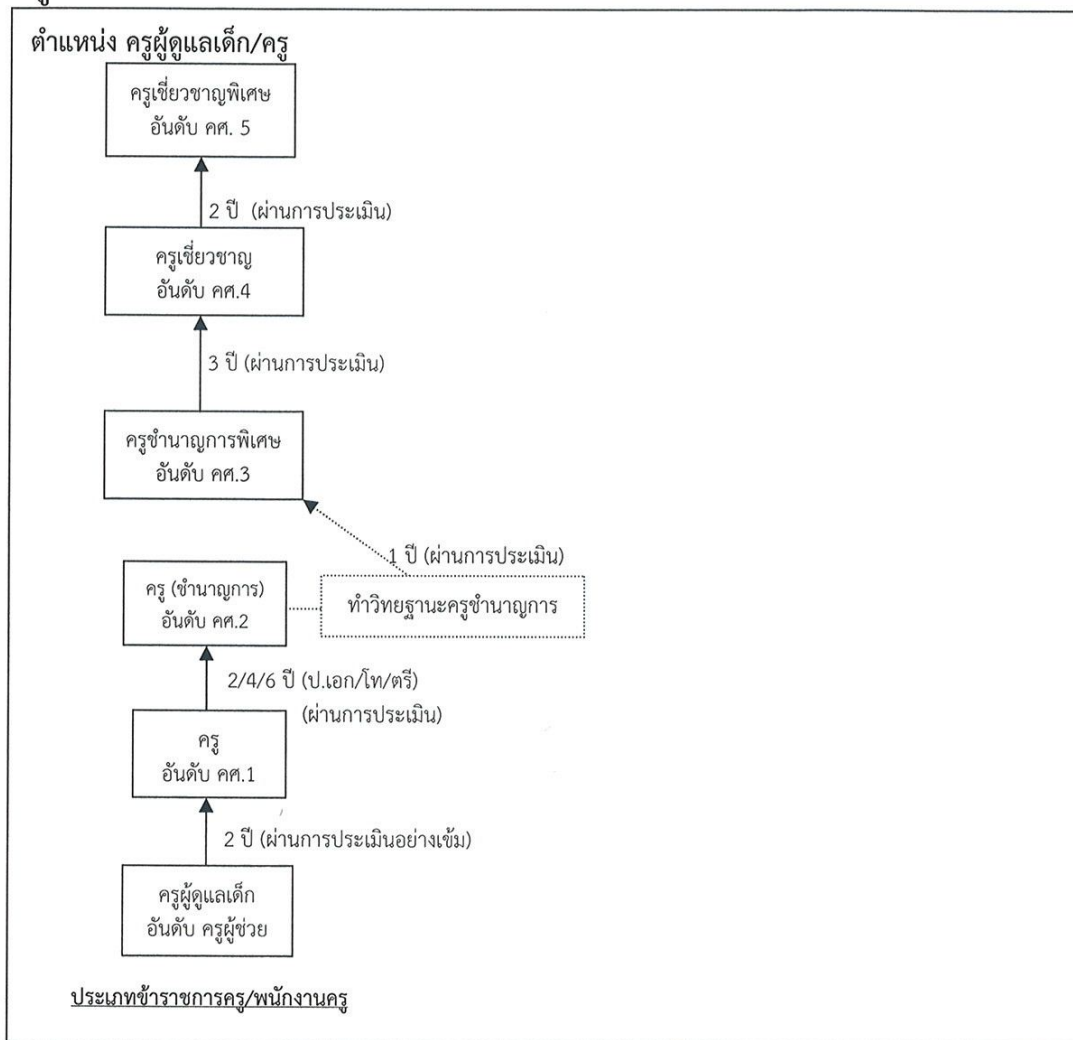 ตำแหน่ง ครูผู้ดูแลเด็ก/ครู
ครูเชี่ยวชาญพิเศษ
อันดับ คศ. 5
2 ปี (ผ่านการประเมิน)
ครูเชี่ยวชาญ
อันดับ คศ.4
3 ปี (ผ่านการประเมิน)
ครูชำนาญการพิเศษ
อันดับ คศ.3
1 ปี (ผ่านการประเมิน)
ครู (ชำนาญการ)
อันดับ คศ.2
ทำวิทยฐานะครูชำนาญการ
2/4/6 ปี (ป.เอก/โท/ตรี)
(ผ่านการประเมิน)
ครู
อันดับ คศ.1
2 ปี (ผ่านการประเมินอย่างเข้ม)
ครูผู้ดูแลเด็ก
อันดับ ครูผู้ช่วย
ประเภทข้าราชการครู/พนักงานครู